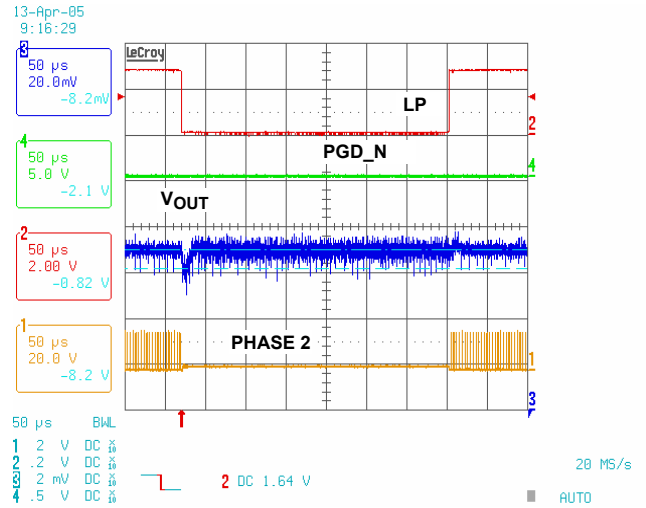 13-Apr-05
9:16:29
LeCroy
3
50 µs
20.0mV
-8.2mV
LP
2
4
50 µs
5.0 V
-2.1 V
PGD_N
4
VOUT
2
50 µs
2.00 V
-0.82 V
1
50 µs
20.0 V
-8.2 V
PHASE 2
1
3
50 µs BWL
1 2 V DC X10
2 .2 V DC X10
3 2 mV DC X10
4 .5 V DC X10
2 DC 1.64 V
20 MS/s
AUTO